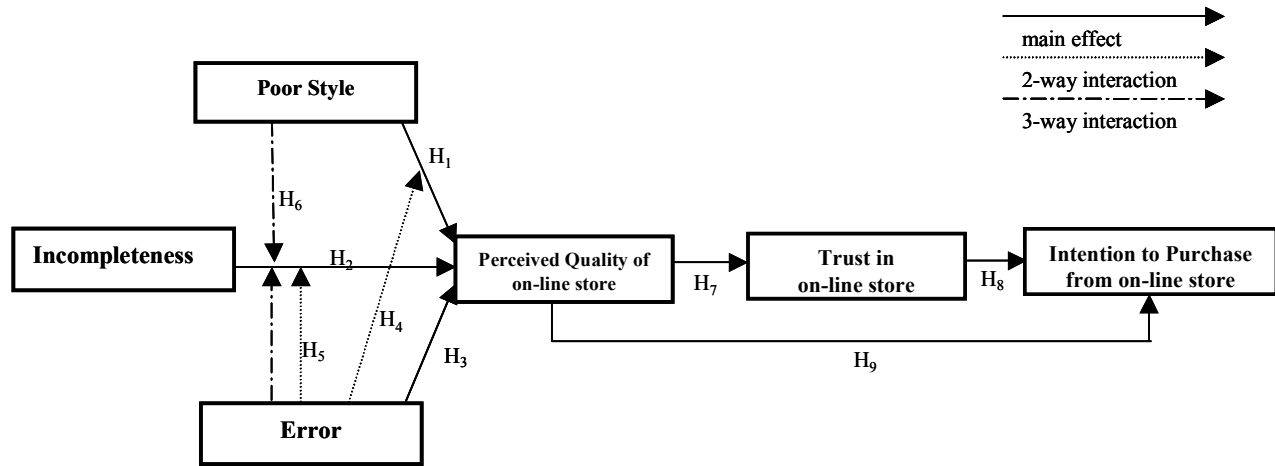 main effect
2-way interaction
3-way interaction
Poor Style
H1
H6
Incompleteness
H2
Perceived Quality of
on-line store
H7
Trust in
on-line store
H8
Intention to Purchase
from on-line store
H4
H5
H3
H9
Error